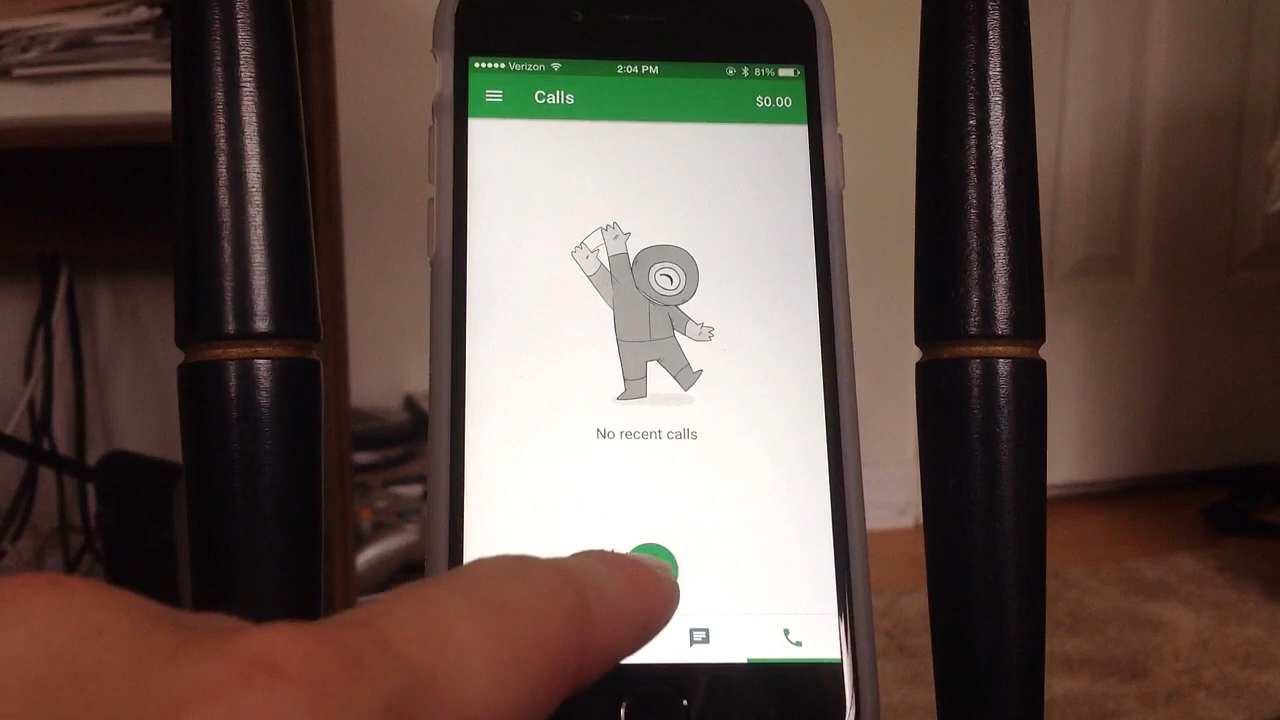 Verizon 2:04 PM 81%
Calls $0.00
No recent calls